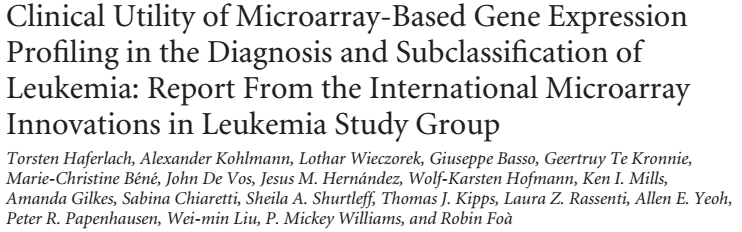 Clinical Utility of Microarray-Based Gene Expression
Profiling in the Diagnosis and Subclassification of
Leukemia: Report From the International Microarray
Innovations in Leukemia Study Group
Torsten Haferlach, Alexander Kohlmann, Lothar Wieczorek, Giuseppe Basso, Geertruy Te Kronnie,
Marie-Christine Béné, John De Vos, Jesus M. Hernández, Wolf-Karsten Hofmann, Ken I. Mills,
Amanda Gilkes, Sabina Chiaretti, Sheila A. Shurtleff, Thomas J. Kipps, Laura Z. Rassenti, Allen E. Yeoh,
Peter R. Papenhausen, Wei-min Liu, P. Mickey Williams, and Robin Foà